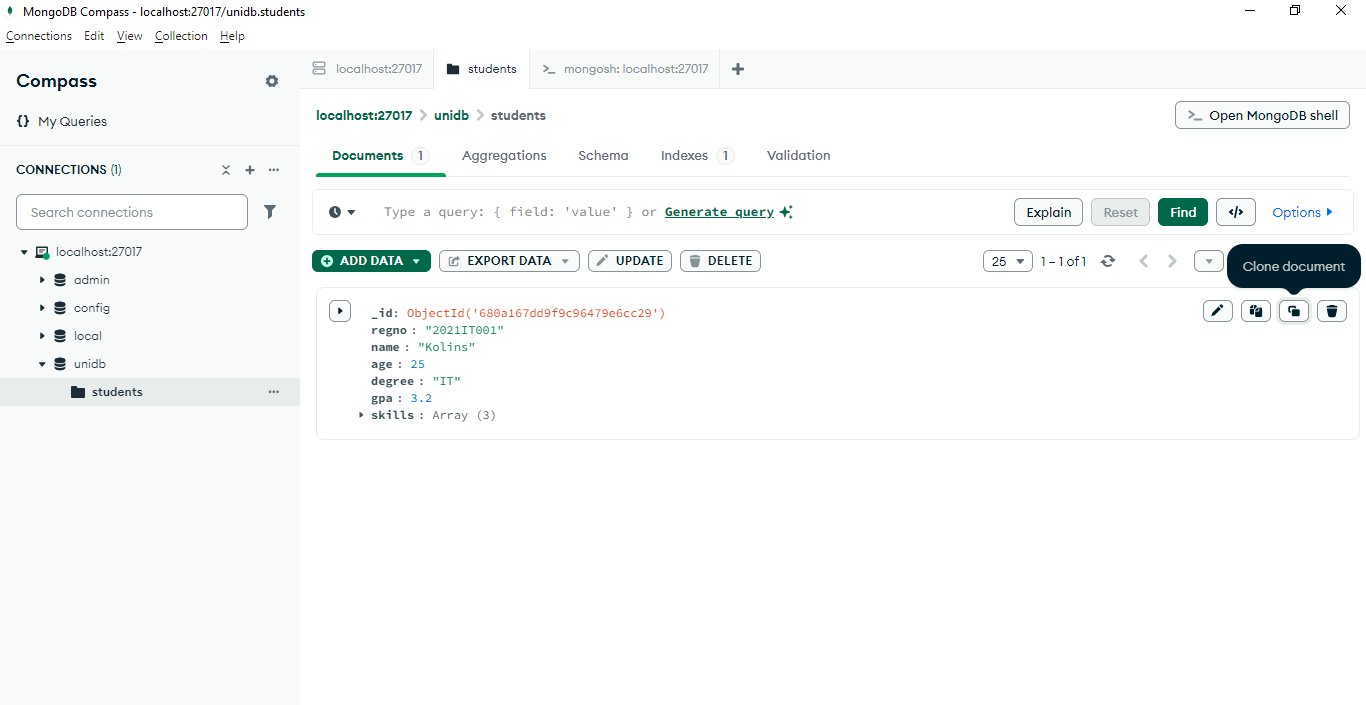 MongoDB Compass - localhost:27017/unidb.students
Connections Edit View Collection Help
Compass
{} My Queries
CONNECTIONS (1)
Search connections
localhost:27017
admin
config
local
unidb
students
localhost:27017 students >_ mongosh: localhost:27017
localhost:27017 > unidb > students
>_ Open MongoDB shell
Documents 1 Aggregations Schema Indexes 1 Validation
Type a query: { field: 'value' } or Generate query
Explain Reset Find </> Options
ADD DATA EXPORT DATA UPDATE DELETE
25 1 – 1 of 1
Clone document
_id: ObjectId('680a167dd9f9c96479e6cc29')
regno : "2021IT001"
name : "Kolins"
age : 25
degree : "IT"
gpa : 3.2
skills : Array (3)